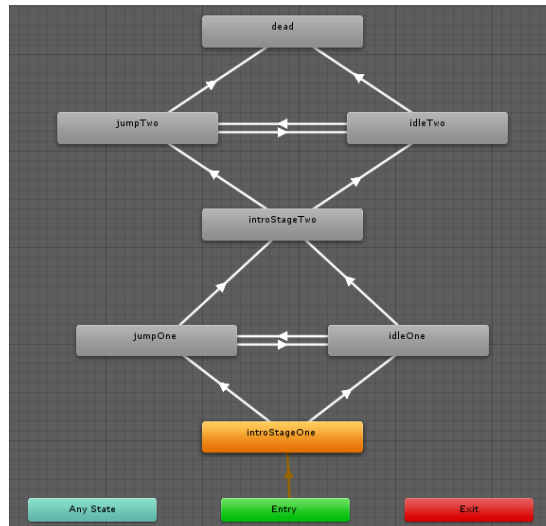 dead
jumpTwo
idleTwo
introStageTwo
jumpOne
idleOne
introStageOne
Any State
Entry
Exit